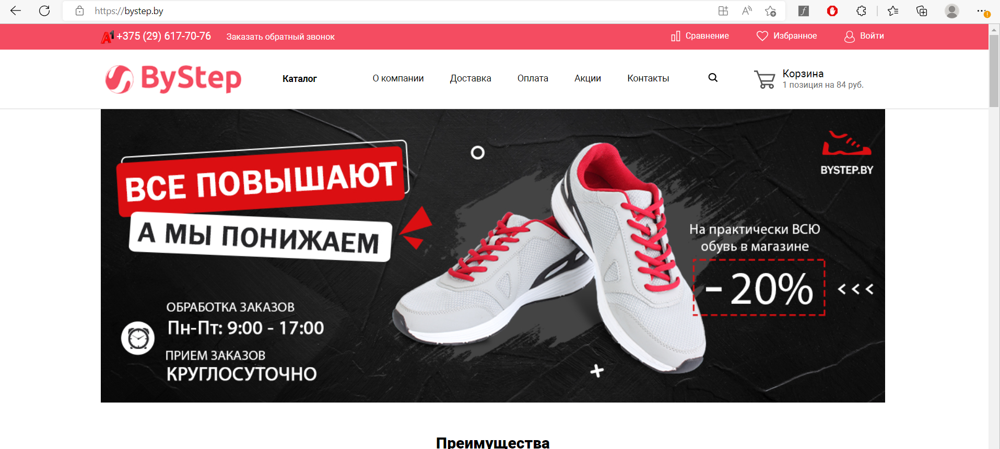 https://bystep.by
A1 +375 (29) 617-70-76 Заказать обратный звонок Сравнение Избранное Войти
ByStep Каталог О компании Доставка Оплата Акции Контакты Корзина
1 позиция на 84 руб.
ВСЕ ПОВЫШАЮТ
А МЫ ПОНИЖАЕМ
BYSTEP.BY
На практически ВСЮ
обувь в магазине
- 20% <<<
ОБРАБОТКА ЗАКАЗОВ
Пн-Пт: 9:00 - 17:00
ПРИЕМ ЗАКАЗОВ
КРУГЛОСУТОЧНО
Преимущества